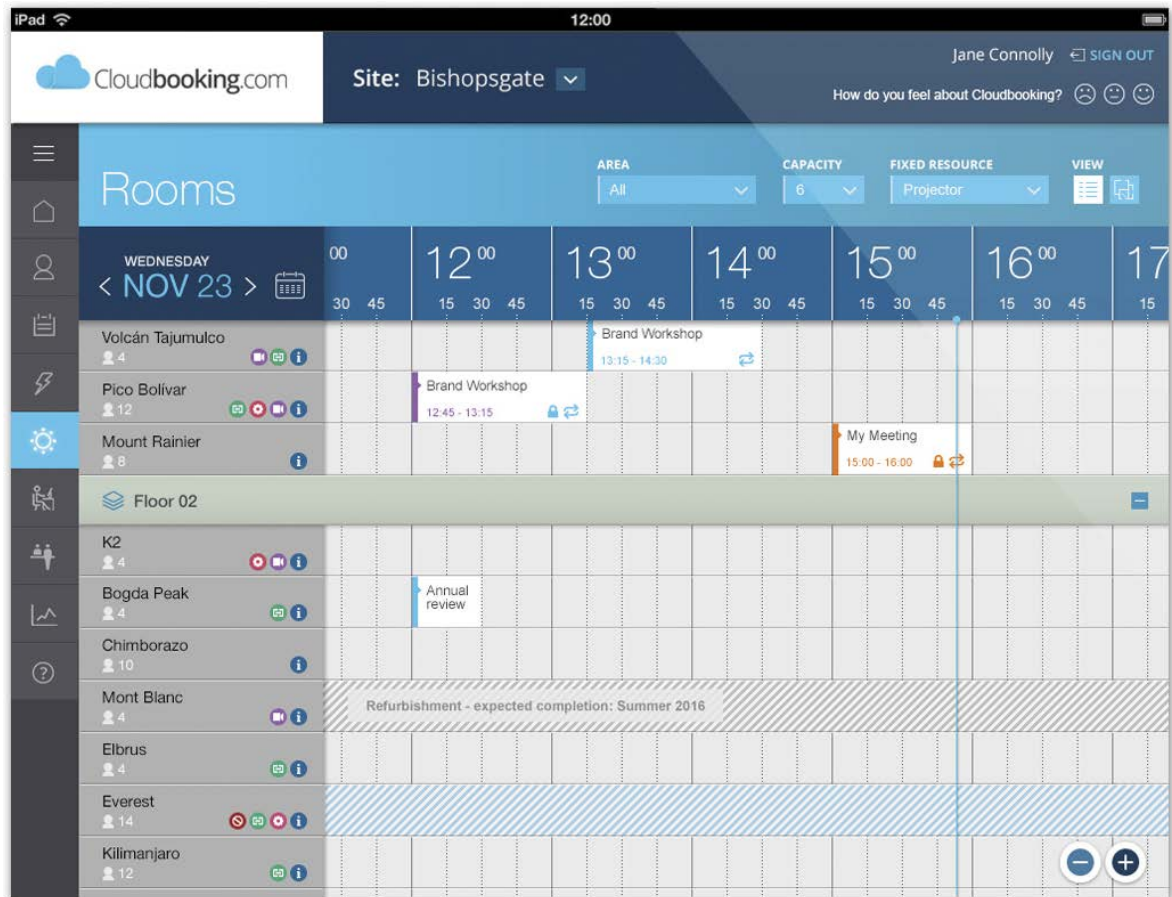 iPad 12:00
Cloudbooking.com
Site: Bishopsgate
Jane Connolly SIGN OUT
How do you feel about Cloudbooking?
Rooms
AREA CAPACITY FIXED RESOURCE VIEW
All 6 Projector
WEDNESDAY
NOV 23
00 12 00 13 00 14 00 15 00 16 00 17
30 45 15 30 45 15 30 45 15 30 45 15 30 45 15 30 45 15
Volcán Tajumulco
4
Brand Workshop
13:15 - 14:30
Pico Bolívar
12
Brand Workshop
12:45 - 13:15
Mount Rainier
8
My Meeting
15:00 - 16:00
Floor 02
K2
4
Bogda Peak
4
Annual
review
Chimborazo
10
Mont Blanc
4
Refurbishment - expected completion: Summer 2016
Elbrus
4
Everest
14
Kilimanjaro
12